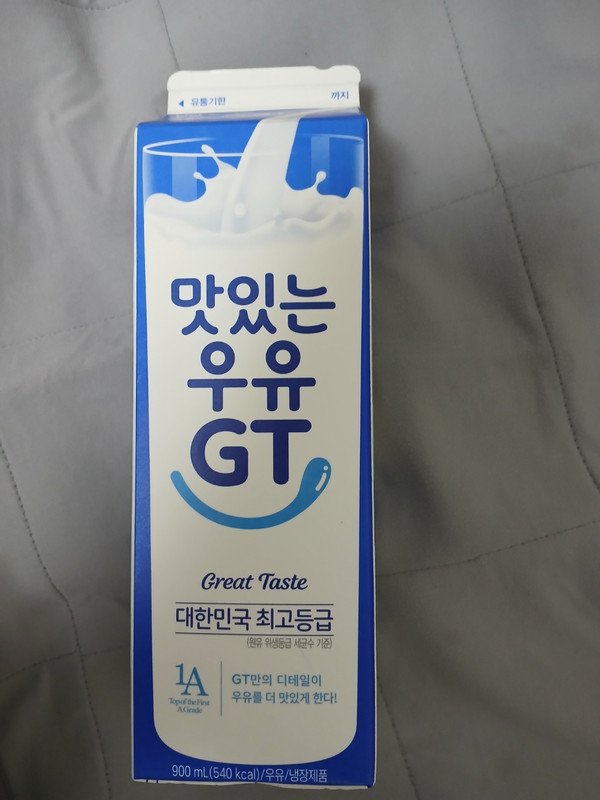 ◀ 유통기한 까지
맛있는
우유
GT
Great Taste
대한민국 최고등급
(원유 위생등급 세균수 기준)
1A
Top of the First
A Grade
GT만의 디테일이
우유를 더 맛있게 한다!
900 mL(540 kcal)/우유/냉장제품